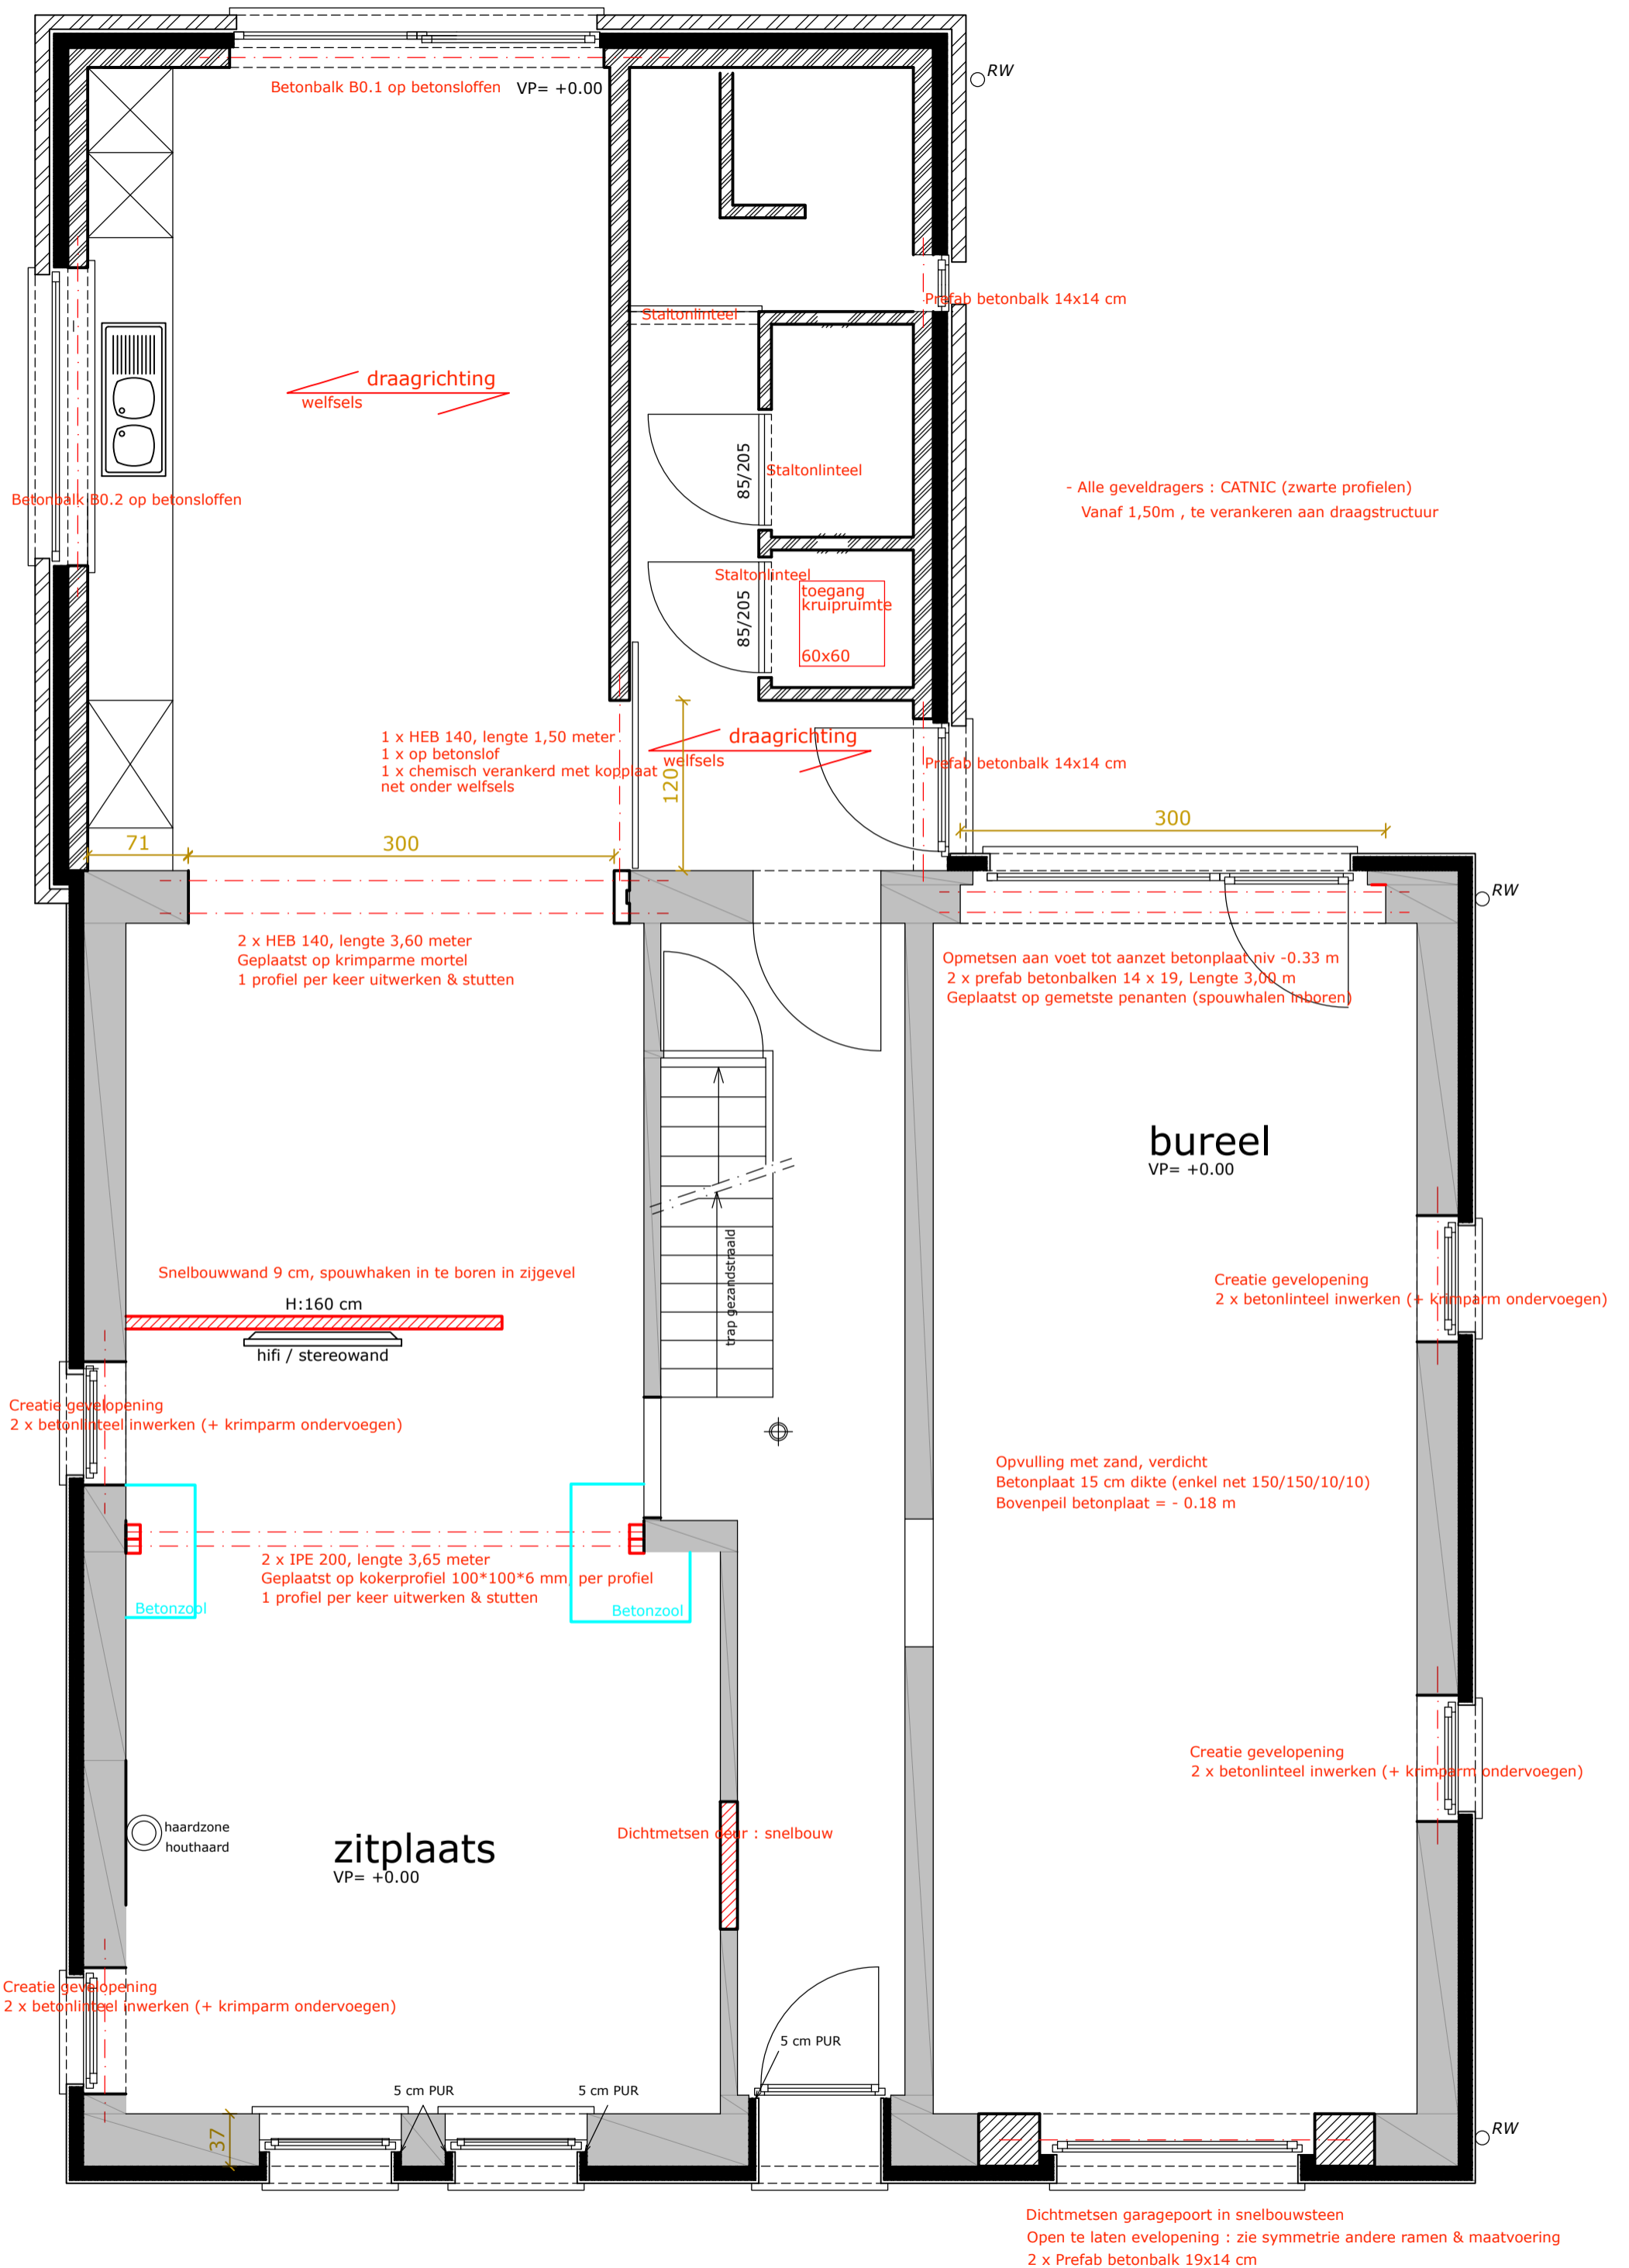 RW
Betonbalk B0.1 op betonsloffen
VP= +0.00
Prefab betonbalk 14x14 cm
Staltonlinteel
draagrichting
welfsels
85/205
Staltonlinteel
Betonbalk B0.2 op betonsloffen
- Alle geveldragers : CATNIC (zwarte profielen)
Vanaf 1,50m , te verankeren aan draagstructuur
Staltonlinteel
85/205
toegang
kruipruimte
60x60
1 x HEB 140, lengte 1,50 meter
1 x op betonslof
1 x chemisch verankerd met kopplaat
net onder welfsels
draagrichting
welfsels
120
Prefab betonbalk 14x14 cm
71
300
300
RW
2 x HEB 140, lengte 3,60 meter
Geplaatst op krimparme mortel
1 profiel per keer uitwerken & stutten
Opmetsen aan voet tot aanzet betonplaat niv -0.33 m
2 x prefab betonbalken 14 x 19, Lengte 3,00 m
Geplaatst op gemetste penanten (spouwhalen inboren)
bureel
VP= +0.00
trap gezandstraald
Snelbouwwand 9 cm, spouwhaken in te boren in zijgevel
H:160 cm
hifi / stereowand
Creatie gevelopening
2 x betonlinteel inwerken (+ krimparm ondervoegen)
Creatie gevelopening
2 x betonlinteel inwerken (+ krimparm ondervoegen)
Opvulling met zand, verdicht
Betonplaat 15 cm dikte (enkel net 150/150/10/10)
Bovenpeil betonplaat = - 0.18 m
2 x IPE 200, lengte 3,65 meter
Geplaatst op kokerprofiel 100*100*6 mm, per profiel
1 profiel per keer uitwerken & stutten
Betonzool
Betonzool
Creatie gevelopening
2 x betonlinteel inwerken (+ krimparm ondervoegen)
haardzone
houthaard
zitplaats
VP= +0.00
Dichtmetsen deur : snelbouw
Creatie gevelopening
2 x betonlinteel inwerken (+ krimparm ondervoegen)
5 cm PUR
5 cm PUR
5 cm PUR
37
RW
Dichtmetsen garagepoort in snelbouwsteen
Open te laten evelopening : zie symmetrie andere ramen & maatvoering
2 x Prefab betonbalk 19x14 cm